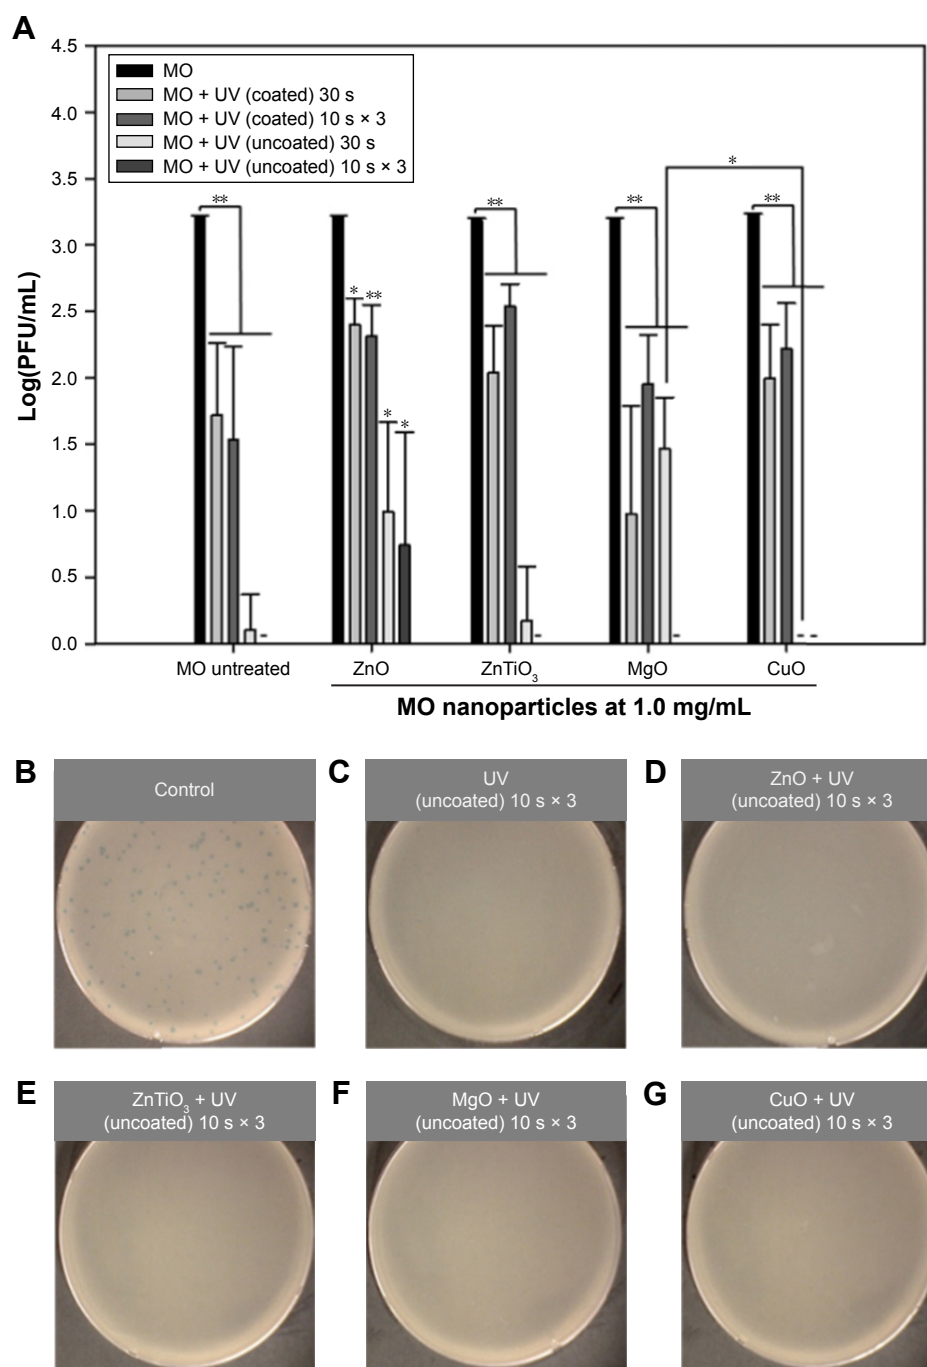 A
4.5
4.0
3.5
3.0
2.5
2.0
1.5
1.0
0.5
0.0
Log(PFU/mL)
MO
MO + UV (coated) 30 s
MO + UV (coated) 10 s × 3
MO + UV (uncoated) 30 s
MO + UV (uncoated) 10 s × 3
**
*
**
*
*
**
**
*
**
MO untreated
ZnO
ZnTiO₃
MgO
CuO
MO nanoparticles at 1.0 mg/mL
B
Control
C
UV
(uncoated) 10 s × 3
D
ZnO + UV
(uncoated) 10 s × 3
E
ZnTiO₃ + UV
(uncoated) 10 s × 3
F
MgO + UV
(uncoated) 10 s × 3
G
CuO + UV
(uncoated) 10 s × 3